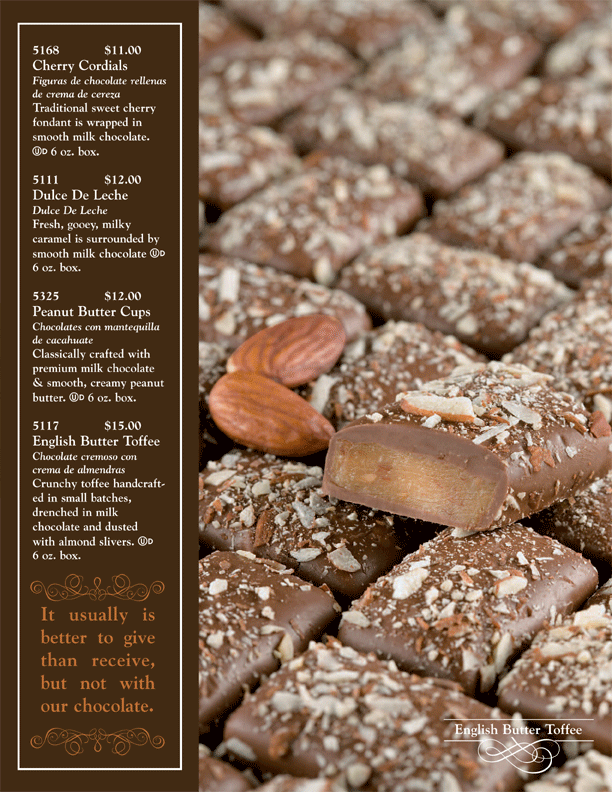 5168 $11.00
Cherry Cordials
Figuras de chocolate rellenas
de crema de cereza
Traditional sweet cherry
fondant is wrapped in
smooth milk chocolate.
ⓊD 6 oz. box.
5111 $12.00
Dulce De Leche
Dulce De Leche
Fresh, gooey, milky
caramel is surrounded by
smooth milk chocolate ⓊD
6 oz. box.
5325 $12.00
Peanut Butter Cups
Chocolates con mantequilla
de cacahuate
Classically crafted with
premium milk chocolate
& smooth, creamy peanut
butter. ⓊD 6 oz. box.
5117 $15.00
English Butter Toffee
Chocolate cremoso con
crema de almendras
Crunchy toffee handcraft-
ed in small batches,
drenched in milk
chocolate and dusted
with almond slivers. ⓊD
6 oz. box.
It usually is
better to give
than receive,
but not with
our chocolate.
English Butter Toffee